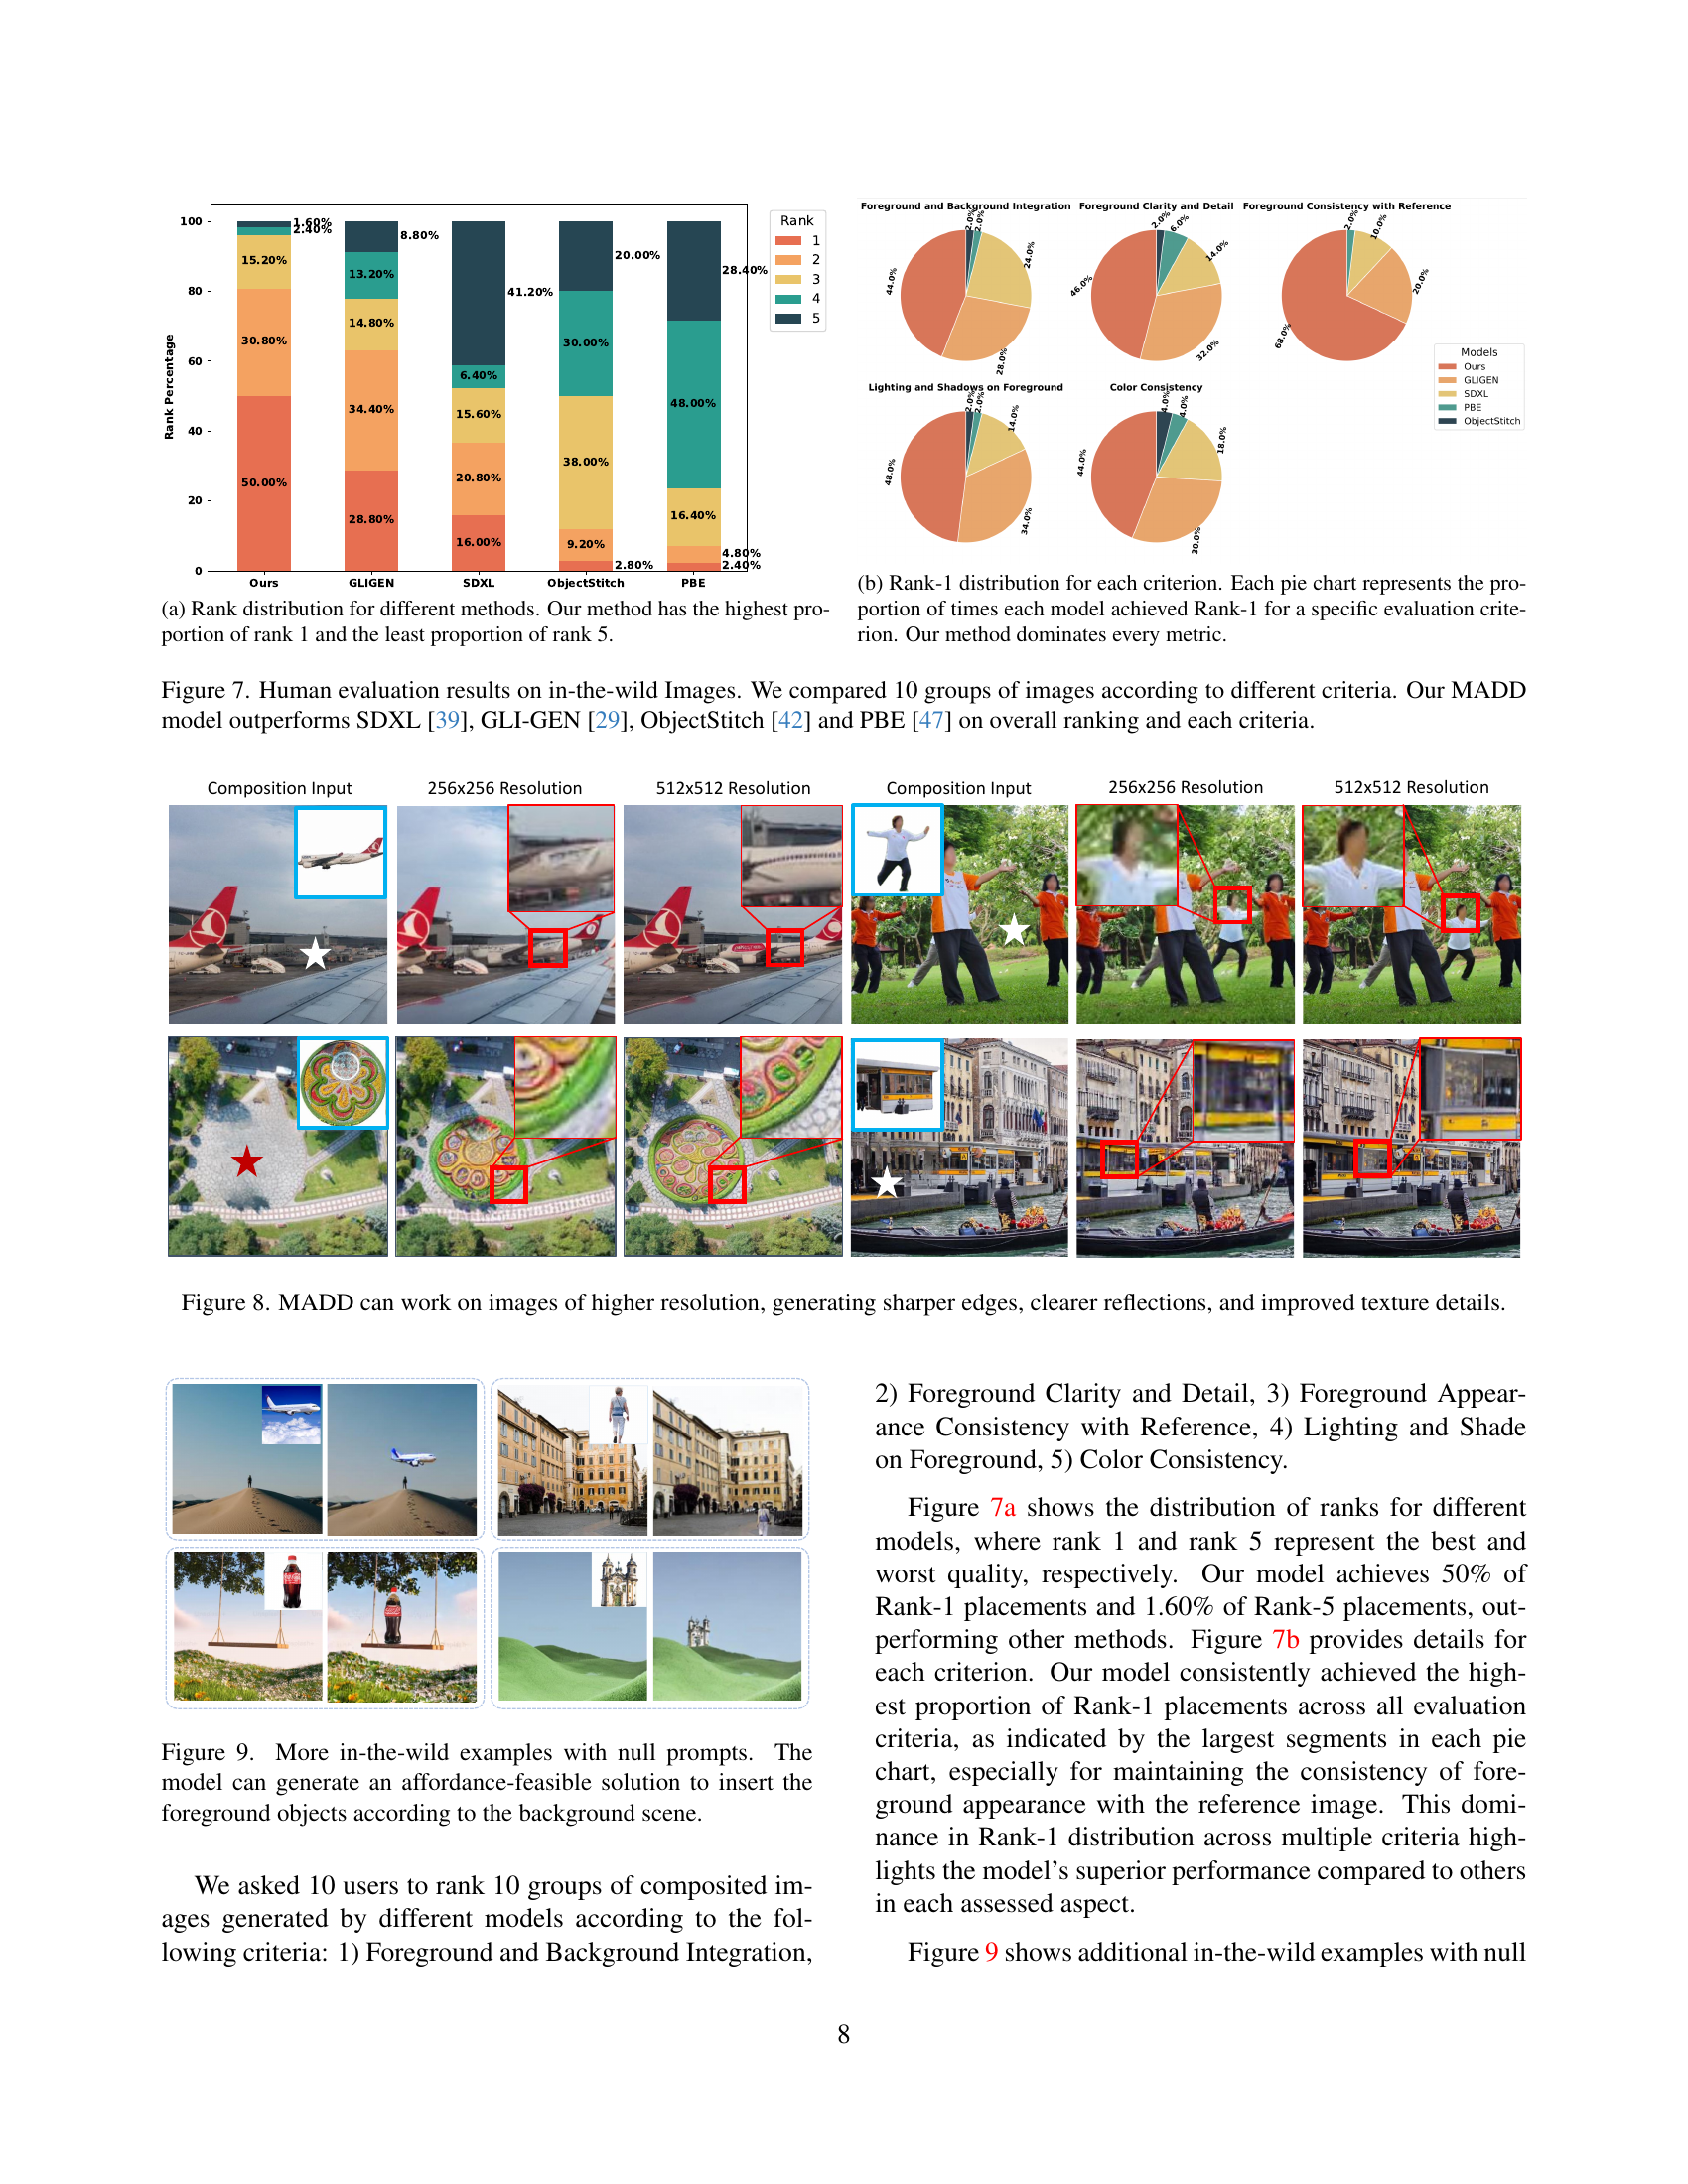 100
80
60
40
20
0
Rank Percentage
1.60%
2.40%
15.20%
30.80%
50.00%
8.80%
13.20%
14.80%
34.40%
28.80%
41.20%
6.40%
15.60%
20.80%
16.00%
20.00%
30.00%
38.00%
9.20%
2.80%
28.40%
48.00%
16.40%
4.80%
2.40%
Ours GLIGEN SDXL ObjectStitch PBE
Rank
1
2
3
4
5
(a) Rank distribution for different methods. Our method has the highest pro-
portion of rank 1 and the least proportion of rank 5.
Foreground and Background Integration
44.0%
28.0%
24.0%
2.0%
2.0%
Foreground Clarity and Detail
46.0%
32.0%
14.0%
6.0%
2.0%
Foreground Consistency with Reference
68.0%
20.0%
10.0%
2.0%
Lighting and Shadows on Foreground
48.0%
34.0%
14.0%
2.0%
2.0%
Color Consistency
44.0%
30.0%
18.0%
4.0%
4.0%
Models
Ours
GLIGEN
SDXL
PBE
ObjectStitch
(b) Rank-1 distribution for each criterion. Each pie chart represents the pro-
portion of times each model achieved Rank-1 for a specific evaluation crite-
rion. Our method dominates every metric.
Figure 7. Human evaluation results on in-the-wild Images. We compared 10 groups of images according to different criteria. Our MADD
model outperforms SDXL [39], GLI-GEN [29], ObjectStitch [42] and PBE [47] on overall ranking and each criteria.
Composition Input 256x256 Resolution 512x512 Resolution Composition Input 256x256 Resolution 512x512 Resolution
Figure 8. MADD can work on images of higher resolution, generating sharper edges, clearer reflections, and improved texture details.
Figure 9. More in-the-wild examples with null prompts. The
model can generate an affordance-feasible solution to insert the
foreground objects according to the background scene.
We asked 10 users to rank 10 groups of composited im-
ages generated by different models according to the fol-
lowing criteria: 1) Foreground and Background Integration,
2) Foreground Clarity and Detail, 3) Foreground Appear-
ance Consistency with Reference, 4) Lighting and Shade
on Foreground, 5) Color Consistency.
Figure 7a shows the distribution of ranks for different
models, where rank 1 and rank 5 represent the best and
worst quality, respectively. Our model achieves 50% of
Rank-1 placements and 1.60% of Rank-5 placements, out-
performing other methods. Figure 7b provides details for
each criterion. Our model consistently achieved the high-
est proportion of Rank-1 placements across all evaluation
criteria, as indicated by the largest segments in each pie
chart, especially for maintaining the consistency of fore-
ground appearance with the reference image. This domi-
nance in Rank-1 distribution across multiple criteria high-
lights the model's superior performance compared to others
in each assessed aspect.
Figure 9 shows additional in-the-wild examples with null
8